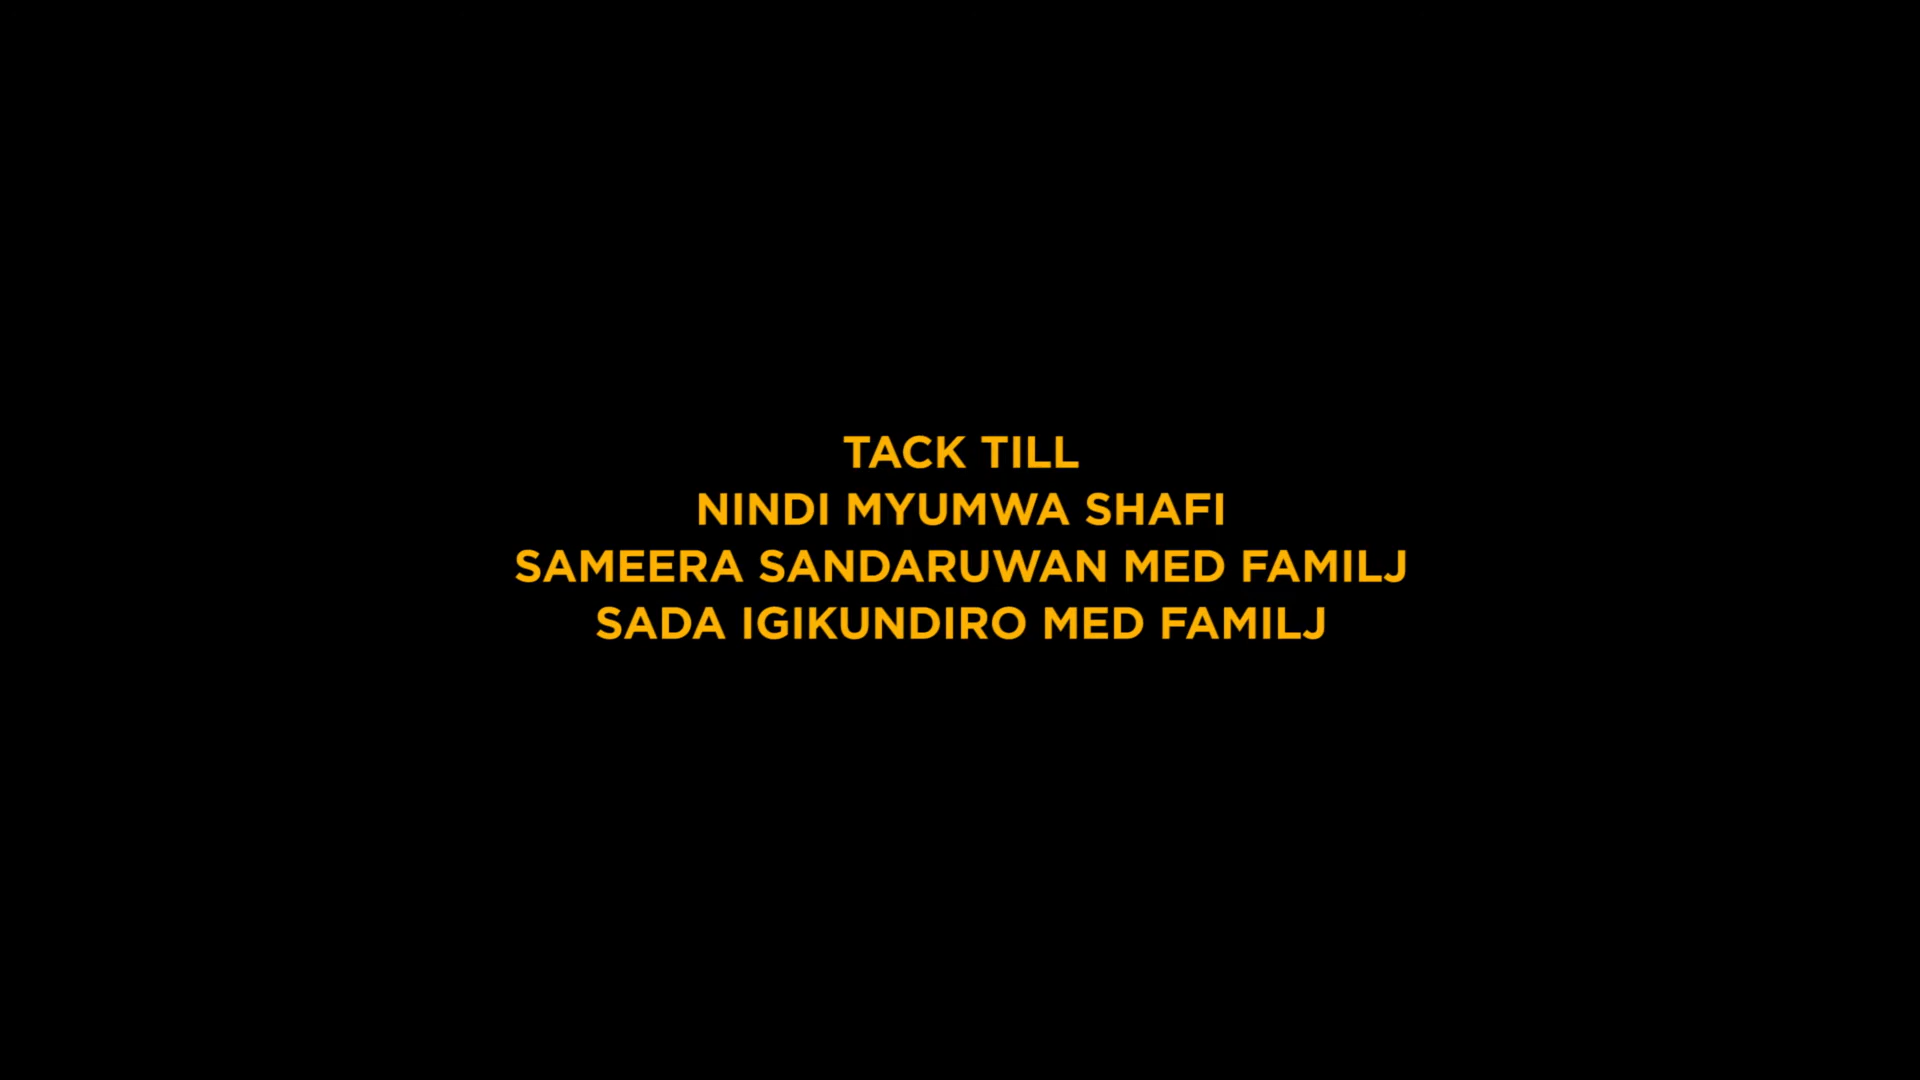 TACK TILL
NINDI MYUMWA SHAFI
SAMEERA SANDARUWAN MED FAMILJ
SADA IGIKUNDIRO MED FAMILJ